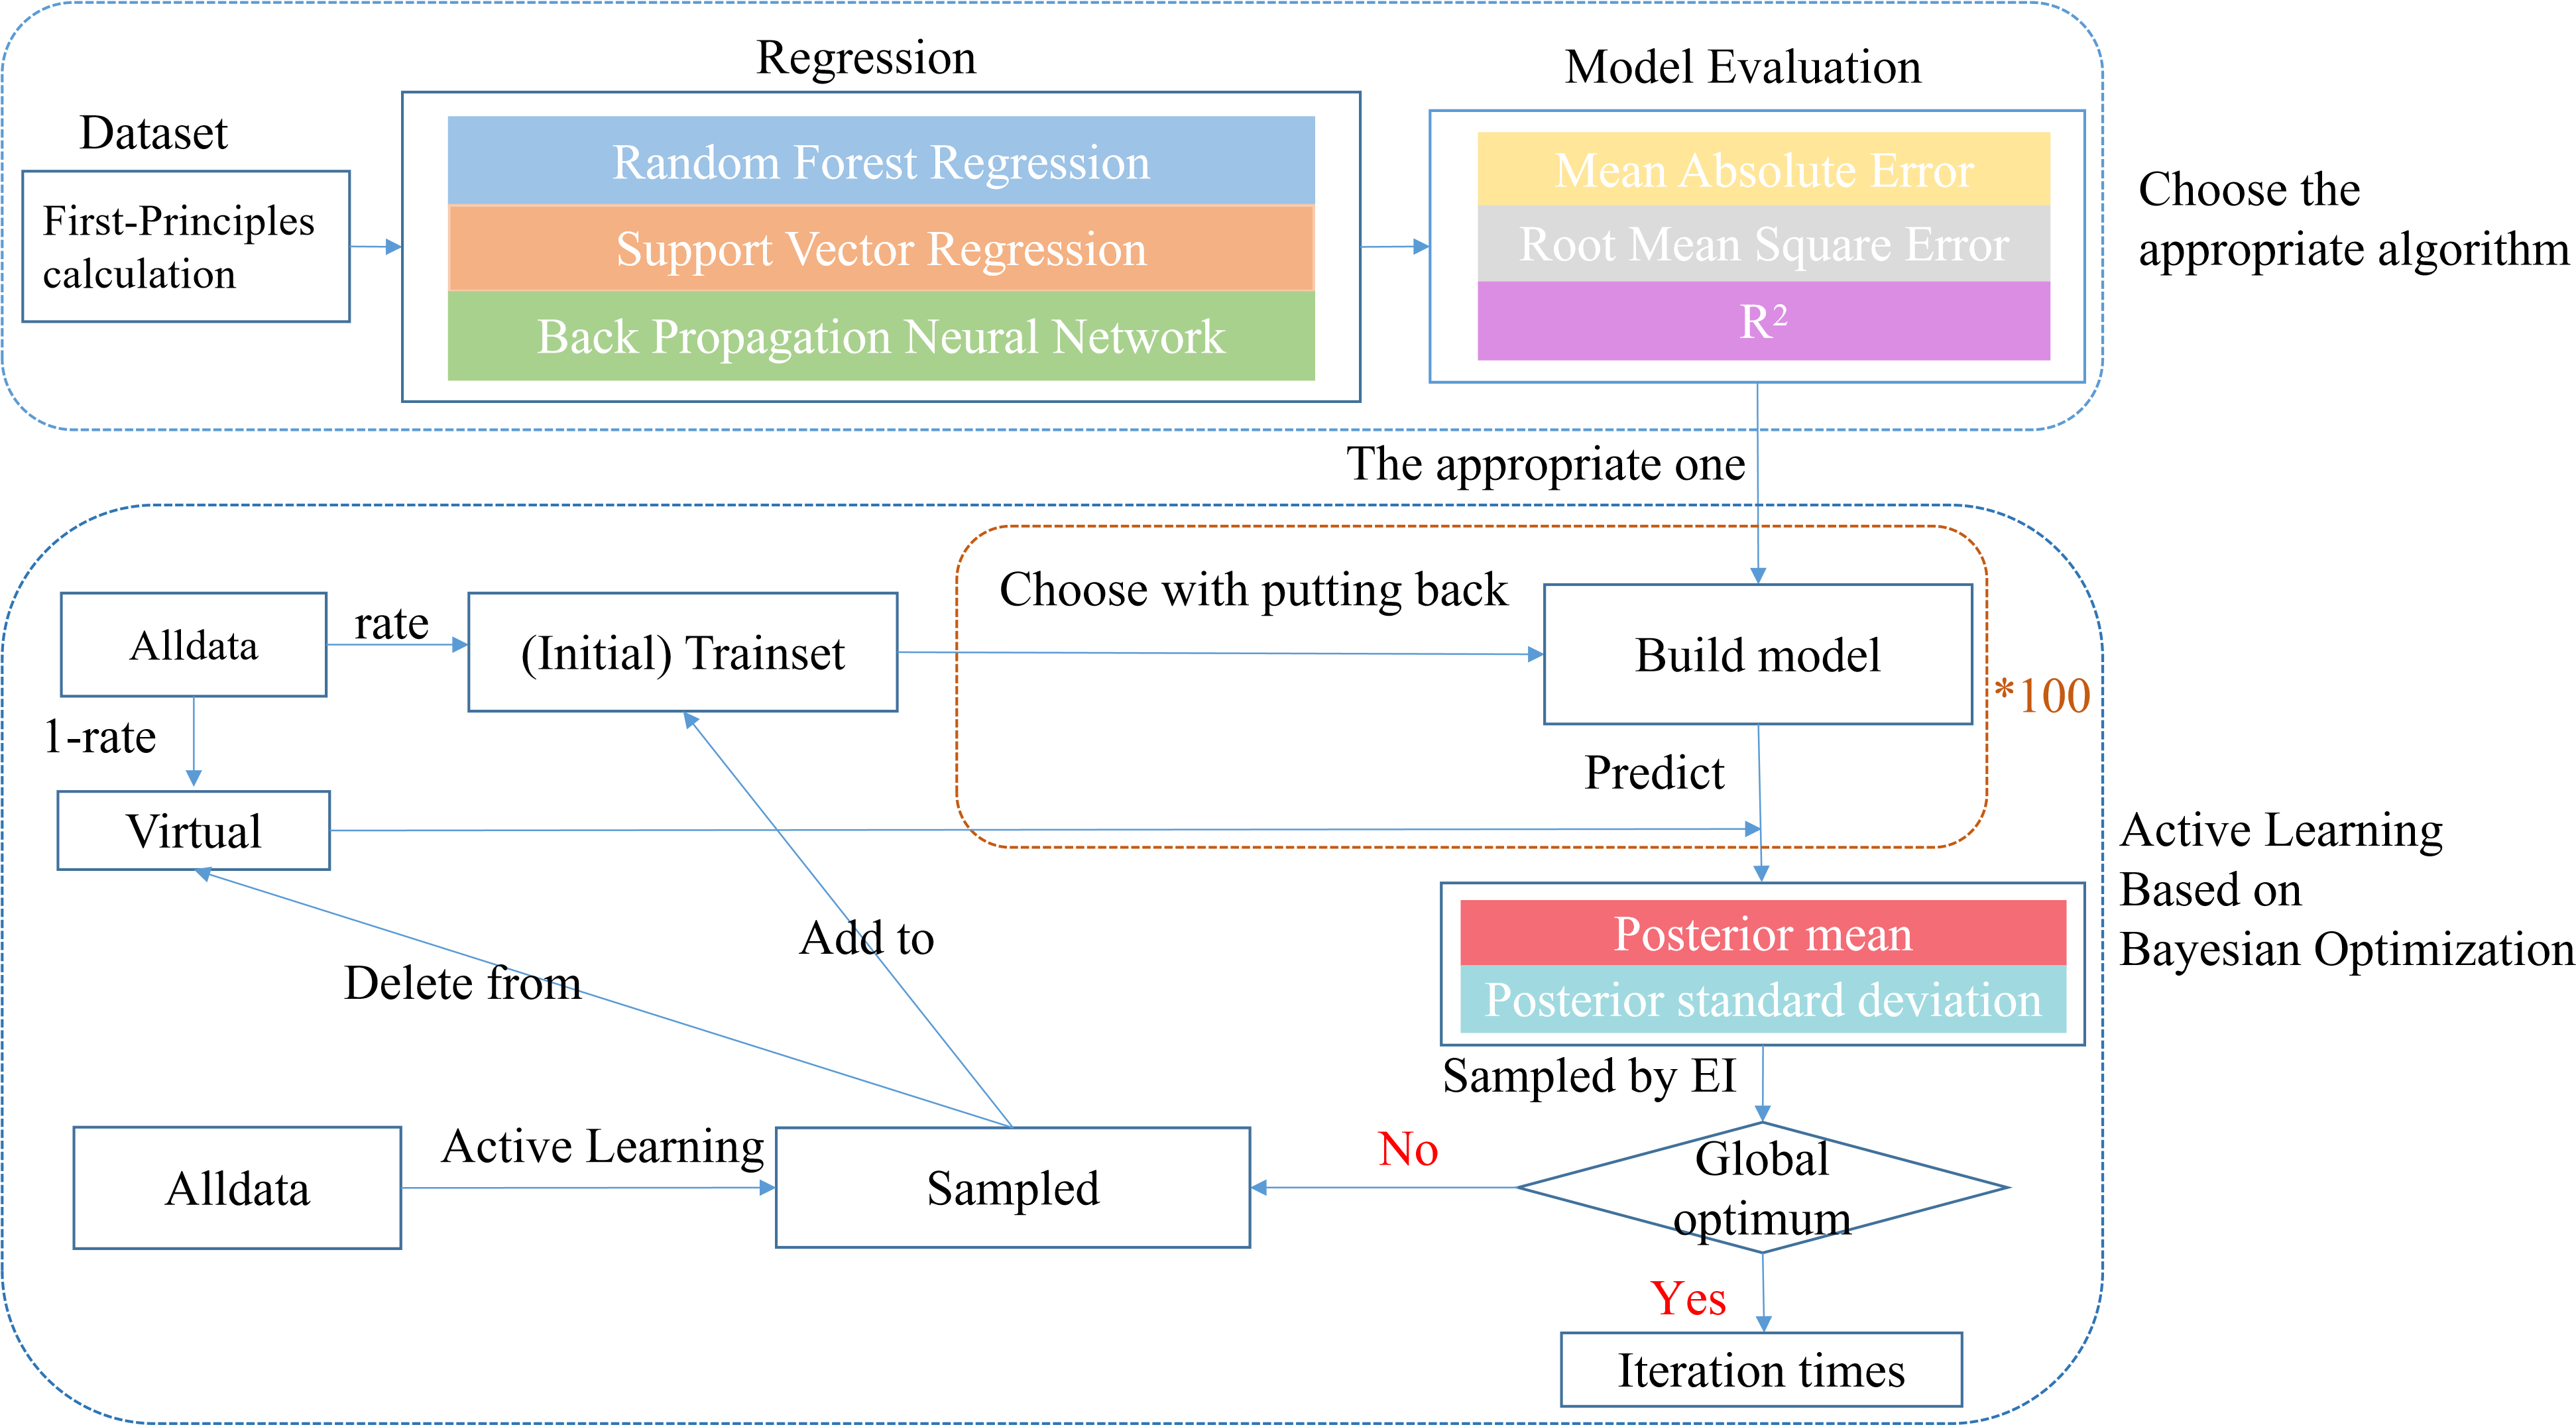 Regression
Model Evaluation
Dataset
First-Principles
calculation
Random Forest Regression
Support Vector Regression
Back Propagation Neural Network
Mean Absolute Error
Root Mean Square Error
R²
Choose the
appropriate algorithm
The appropriate one
Alldata
rate
(Initial) Trainset
Choose with putting back
Build model
*100
1-rate
Virtual
Predict
Active Learning
Based on
Bayesian Optimization
Posterior mean
Posterior standard deviation
Add to
Delete from
Sampled by EI
Alldata
Active Learning
Sampled
No
Global
optimum
Yes
Iteration times